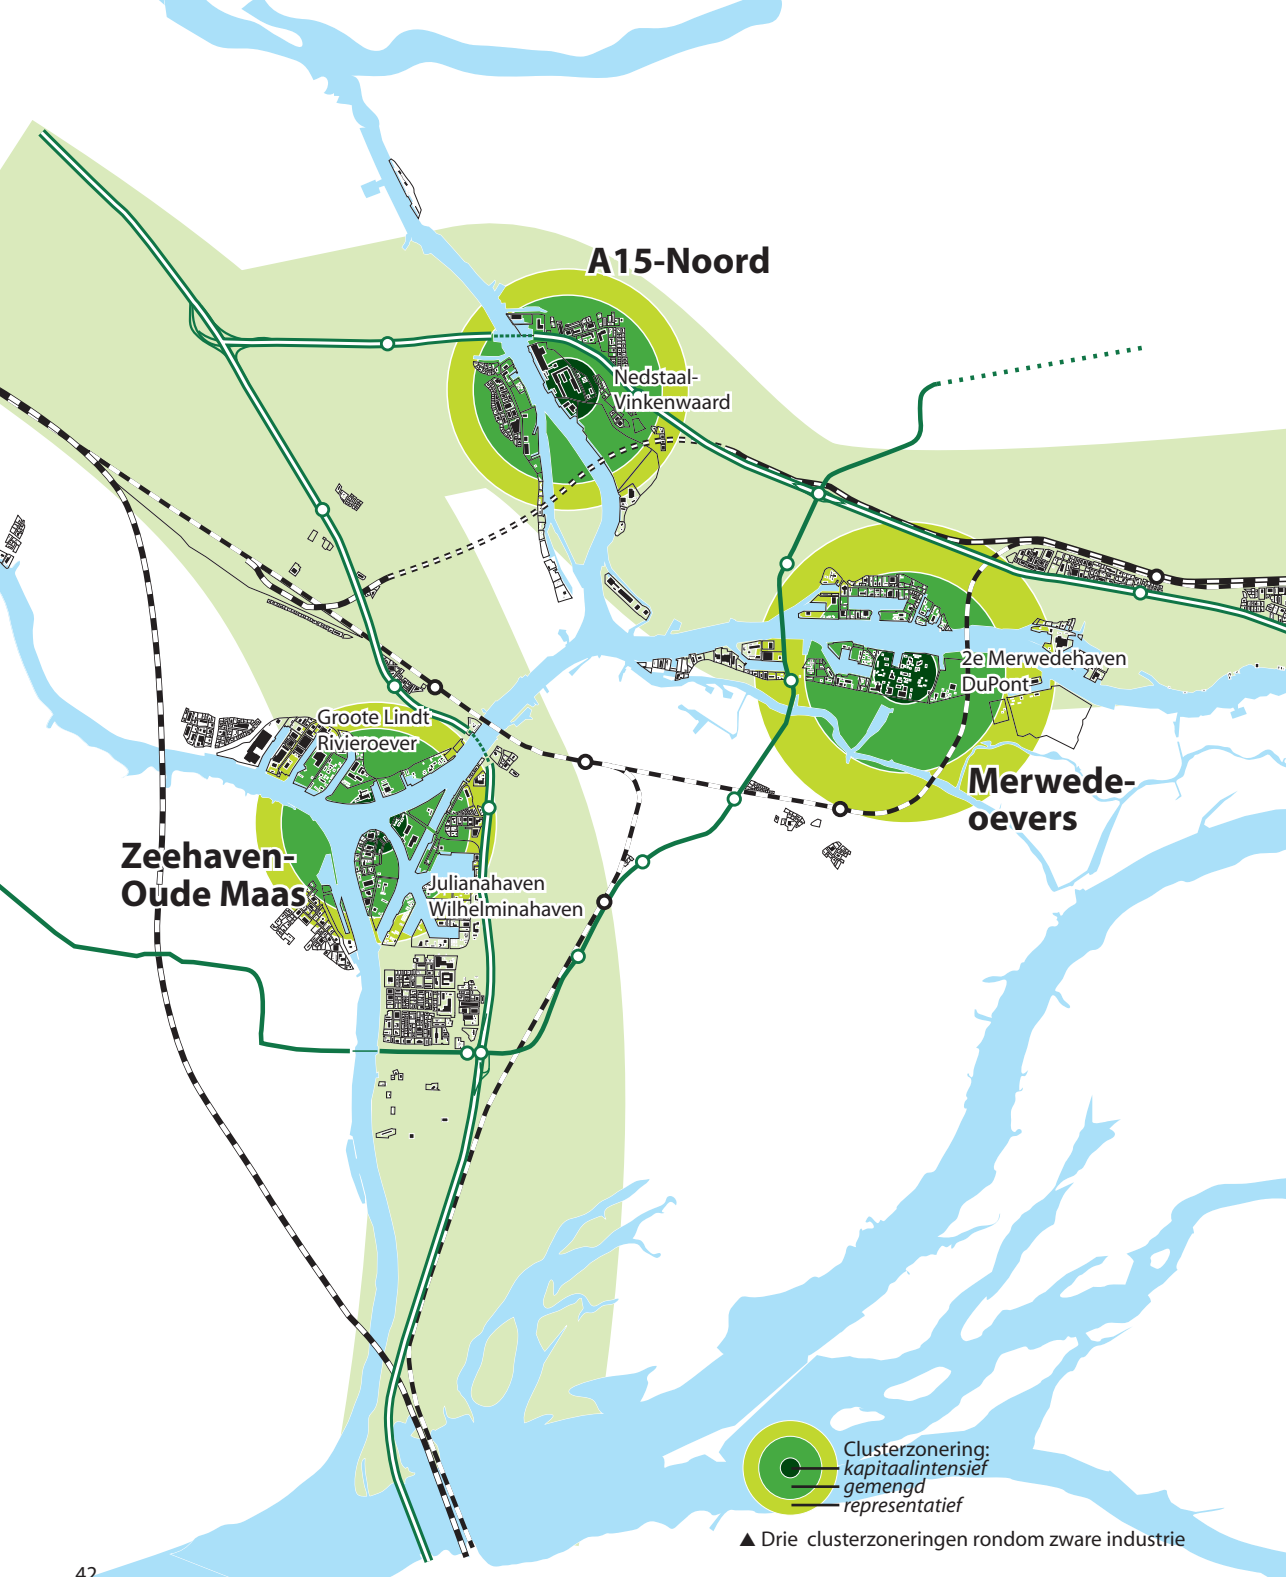 A15-Noord
Nedstaal-
Vinkenwaard
2e Merwedehaven
DuPont
Groote Lindt
Rivieroever
Merwede-
oevers
Zeehaven-
Oude Maas
Julianahaven
Wilhelminahaven
Clusterzonering:
kapitaalintensief
gemengd
representatief
▲ Drie clusterzoneringen rondom zware industrie
42